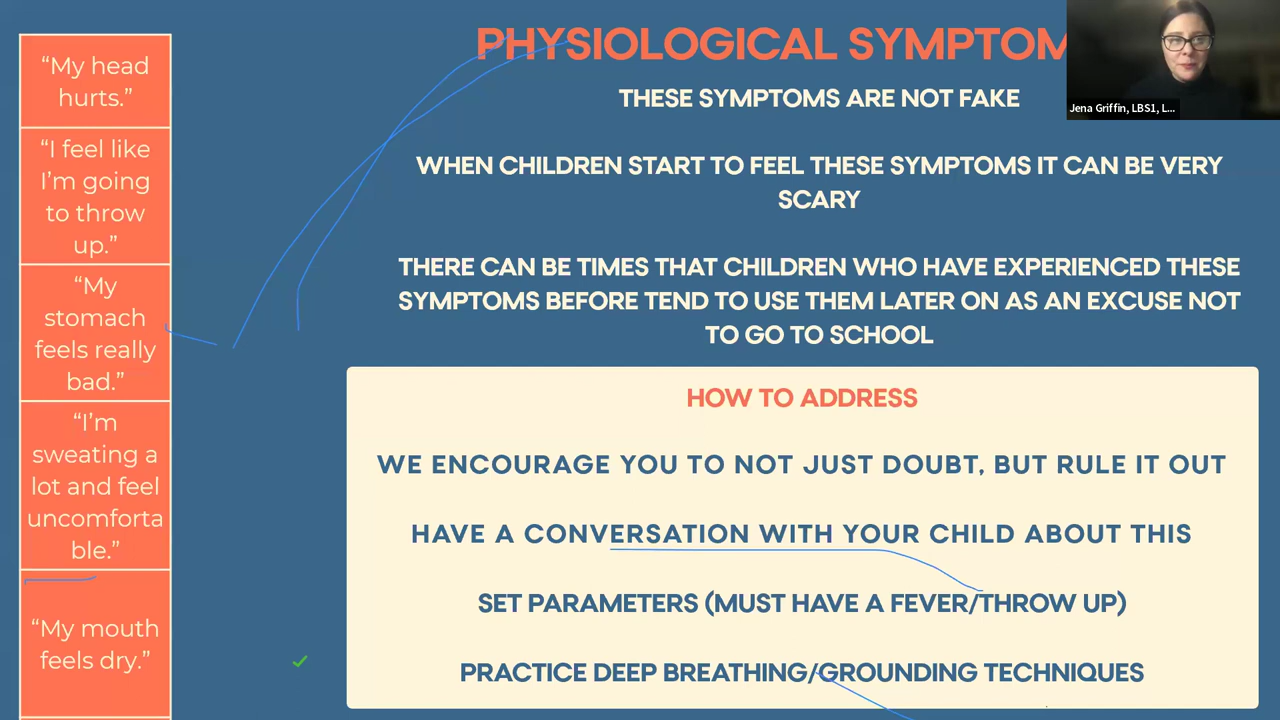 “My head
hurts.”
“I feel like
I’m going
to throw
up.”
“My
stomach
feels really
bad.”
“I’m
sweating a
lot and feel
uncomforta
ble.”
“My mouth
feels dry.”
PHYSIOLOGICAL SYMPTOM
THESE SYMPTOMS ARE NOT FAKE
WHEN CHILDREN START TO FEEL THESE SYMPTOMS IT CAN BE VERY
SCARY
THERE CAN BE TIMES THAT CHILDREN WHO HAVE EXPERIENCED THESE
SYMPTOMS BEFORE TEND TO USE THEM LATER ON AS AN EXCUSE NOT
TO GO TO SCHOOL
HOW TO ADDRESS
WE ENCOURAGE YOU TO NOT JUST DOUBT, BUT RULE IT OUT
HAVE A CONVERSATION WITH YOUR CHILD ABOUT THIS
SET PARAMETERS (MUST HAVE A FEVER/THROW UP)
PRACTICE DEEP BREATHING/GROUNDING TECHNIQUES
Jena Griffin, LBS1, L...